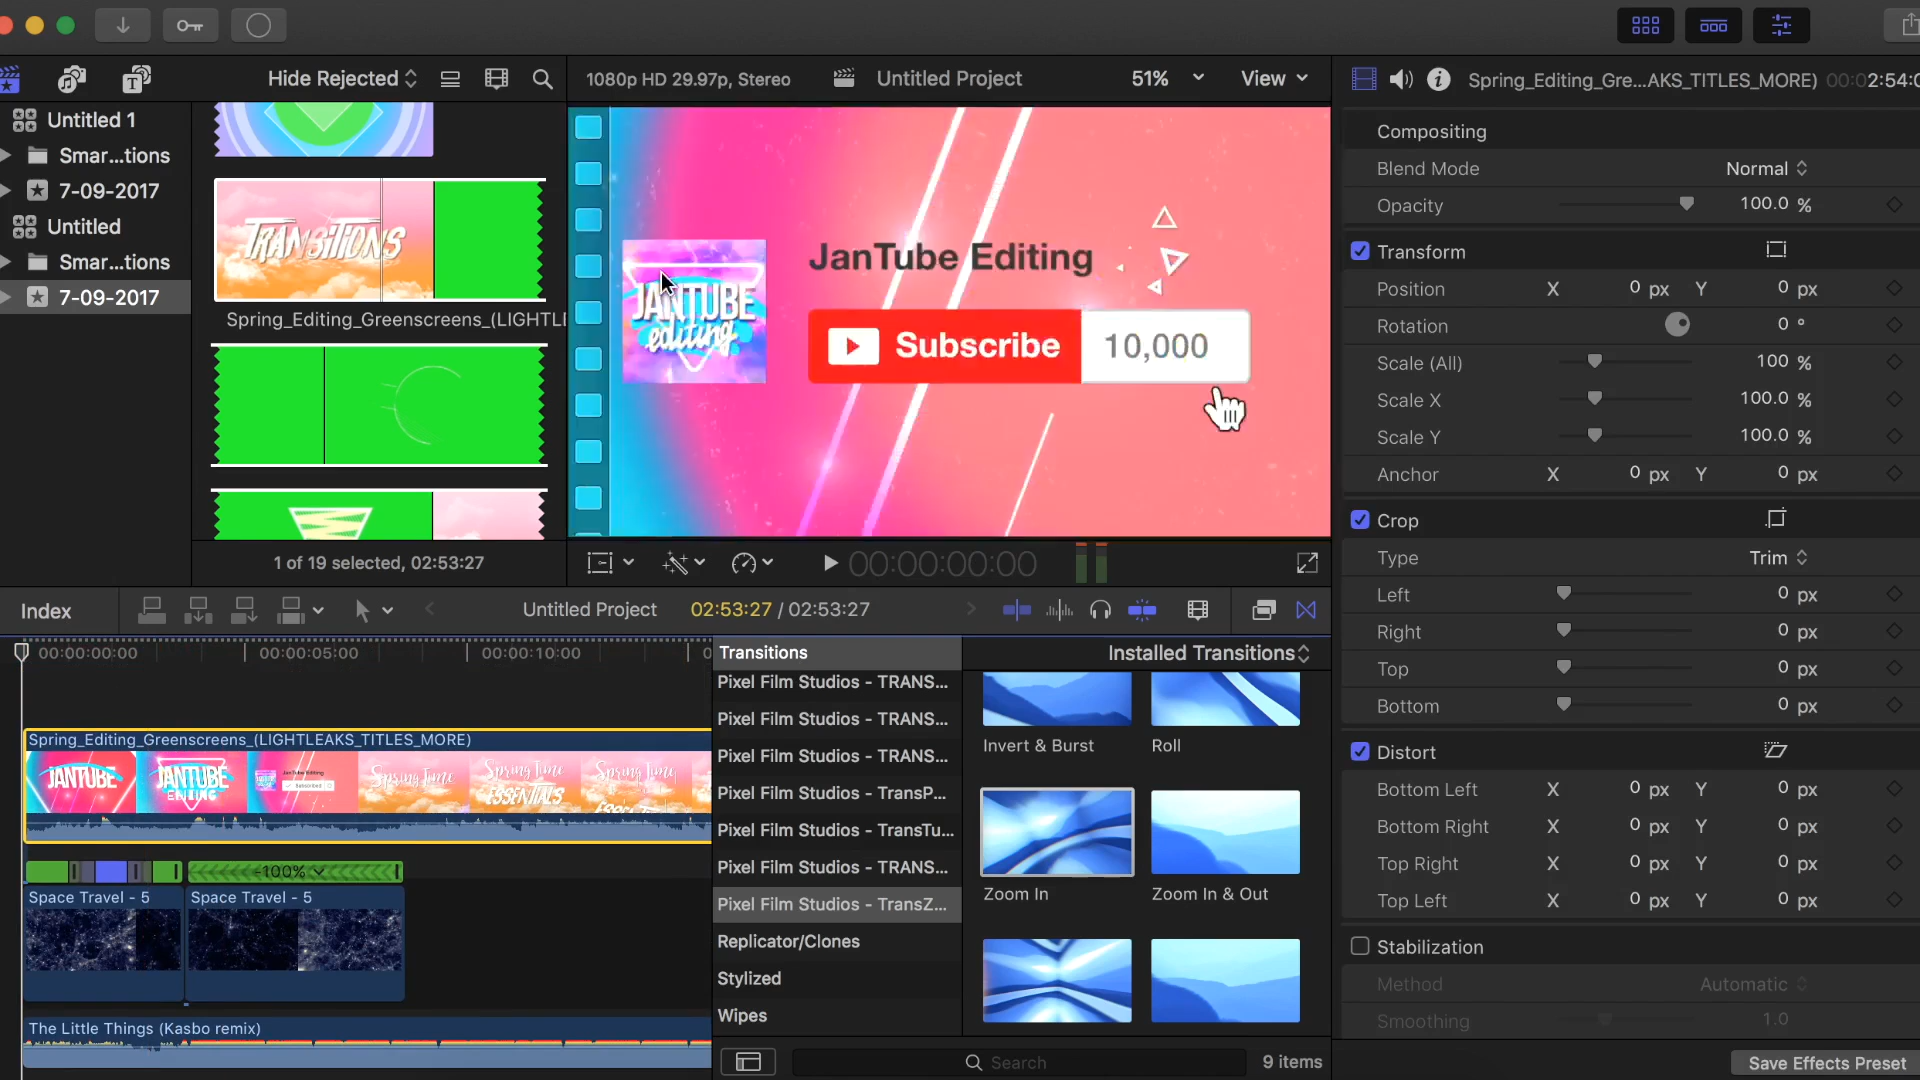 Hide Rejected
1080p HD 29.97p, Stereo
Untitled Project
51%
View
Spring_Editing_Gre...AKS_TITLES_MORE)
Untitled 1
Smar...tions
7-09-2017
Untitled
Smar...tions
7-09-2017
TRANSITIONS
Spring_Editing_Greenscreens_(LIGHTLE
1 of 19 selected, 02:53:27
JANTUBE
editing
JanTube Editing
Subscribe
10,000
00:00:00:00
Compositing
Blend Mode Normal
Opacity 100.0 %
Transform
Position X 0 px Y 0 px
Rotation 0 °
Scale (All) 100 %
Scale X 100.0 %
Scale Y 100.0 %
Anchor X 0 px Y 0 px
Crop
Type Trim
Left 0 px
Right 0 px
Top 0 px
Bottom 0 px
Distort
Bottom Left X 0 px Y 0 px
Bottom Right X 0 px Y 0 px
Top Right X 0 px Y 0 px
Top Left X 0 px Y 0 px
Stabilization
Method Automatic
Smoothing 1.0
Save Effects Preset
Index
Untitled Project 02:53:27 / 02:53:27
00:00:00:00 00:00:05:00 00:00:10:00
Spring_Editing_Greenscreens_(LIGHTLEAKS_TITLES_MORE)
JANTUBE
JANTUBE
EDITING
JanTube Editing
Subscribed
Spring Time
Spring Time
ESSENTIALS
Spring Time
-100%
Space Travel - 5
Space Travel - 5
The Little Things (Kasbo remix)
Transitions
Installed Transitions
Pixel Film Studios - TRANS...
Pixel Film Studios - TRANS...
Pixel Film Studios - TRANS...
Pixel Film Studios - TransP...
Pixel Film Studios - TransTu...
Pixel Film Studios - TRANS...
Pixel Film Studios - TransZ...
Replicator/Clones
Stylized
Wipes
Invert & Burst
Roll
Zoom In
Zoom In & Out
Search
9 items